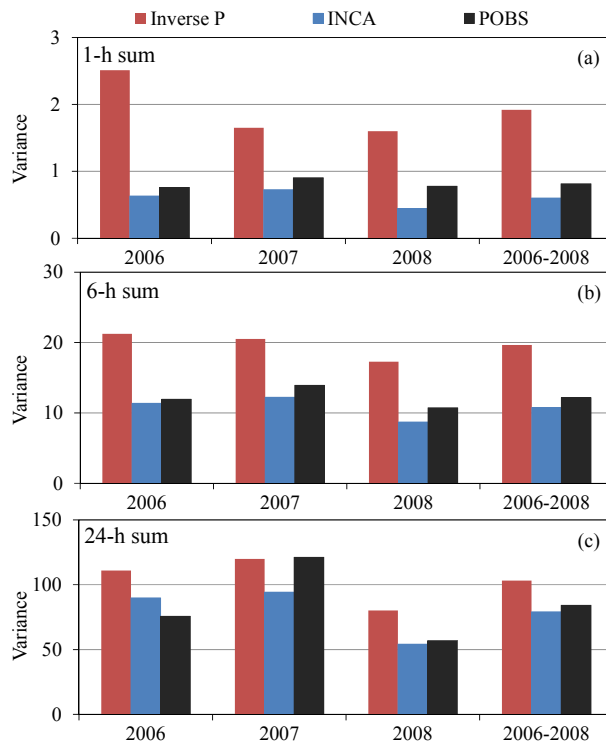 Inverse P INCA POBS
1-h sum (a)
3
2
1
0
Variance
2006 2007 2008 2006-2008
6-h sum (b)
30
20
10
0
Variance
2006 2007 2008 2006-2008
24-h sum (c)
150
100
50
0
Variance
2006 2007 2008 2006-2008